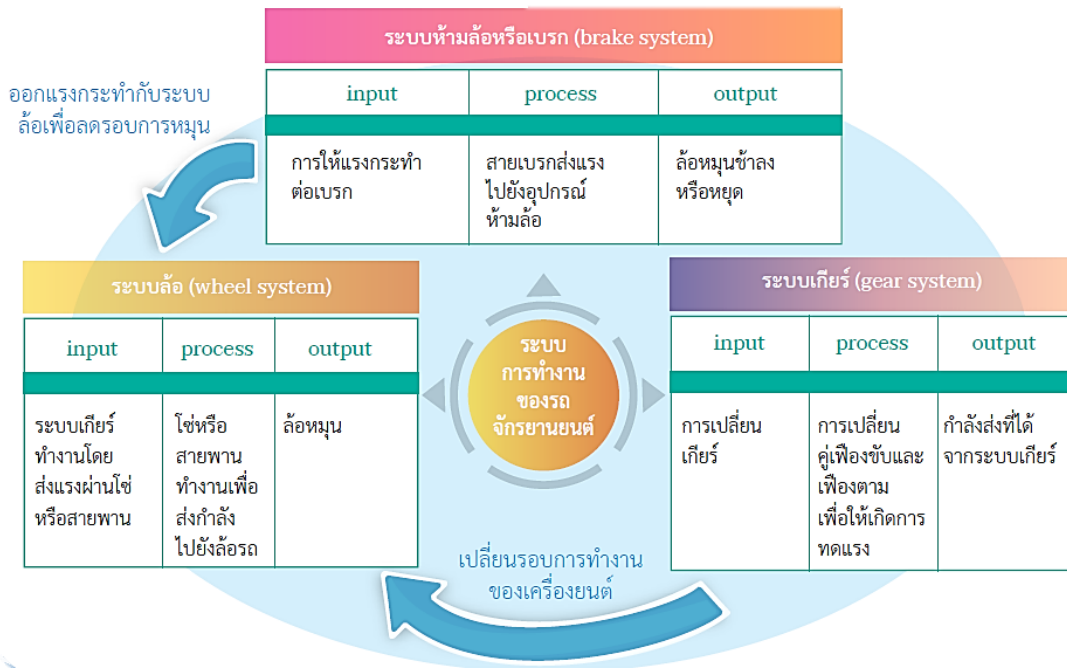 ระบบห้ามล้อหรือเบรก (brake system)
input process output
การให้แรงกระทำ
ต่อเบรก
สายเบรกส่งแรง
ไปยังอุปกรณ์
ห้ามล้อ
ล้อหมุนช้าลง
หรือหยุด
ออกแรงกระทำกับระบบ
ล้อเพื่อลดรอบการหมุน
ระบบล้อ (wheel system)
input process output
ระบบเกียร์
ทำงานโดย
ส่งแรงผ่านโซ่
หรือสายพาน
โซ่หรือ
สายพาน
ทำงานเพื่อ
ส่งกำลัง
ไปยังล้อรถ
ล้อหมุน
ระบบ
การทำงาน
ของรถ
จักรยานยนต์
ระบบเกียร์ (gear system)
input process output
การเปลี่ยน
เกียร์
การเปลี่ยน
คู่เฟืองขับและ
เฟืองตาม
เพื่อให้เกิดการ
ทดแรง
กำลังส่งที่ได้
จากระบบเกียร์
เปลี่ยนรอบการทำงาน
ของเครื่องยนต์